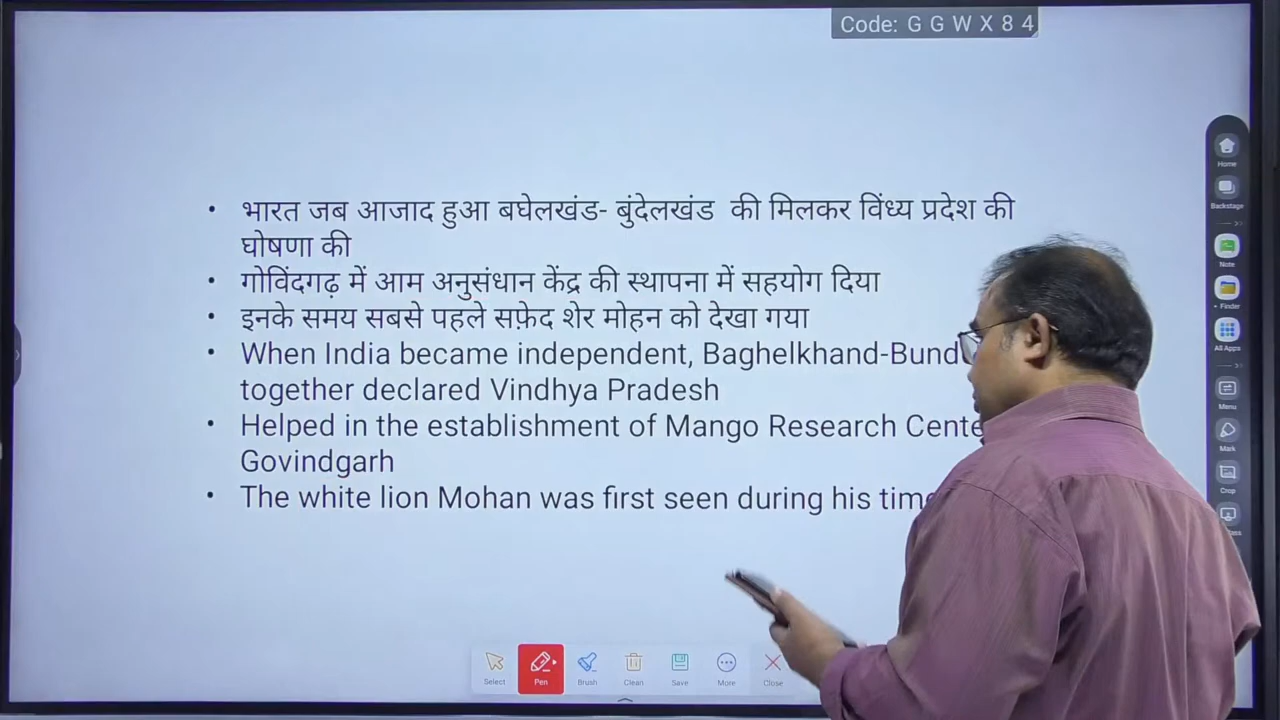 Code: G G W X 8 4
• भारत जब आजाद हुआ बघेलखंड- बुंदेलखंड की मिलकर विंध्य प्रदेश की
घोषणा की
• गोविंदगढ़ में आम अनुसंधान केंद्र की स्थापना में सहयोग दिया
• इनके समय सबसे पहले सफ़ेद शेर मोहन को देखा गया
• When India became independent, Baghelkhand-
together declared Vindhya Pradesh
• Helped in the establishment of Mango Research
Govindgarh
• The white lion Mohan was first seen during his
Home
Backstage
Note
Finder
All Apps
Menu
Mark
Crop
Select
Pen
Brush
Clean
Save
More
Close